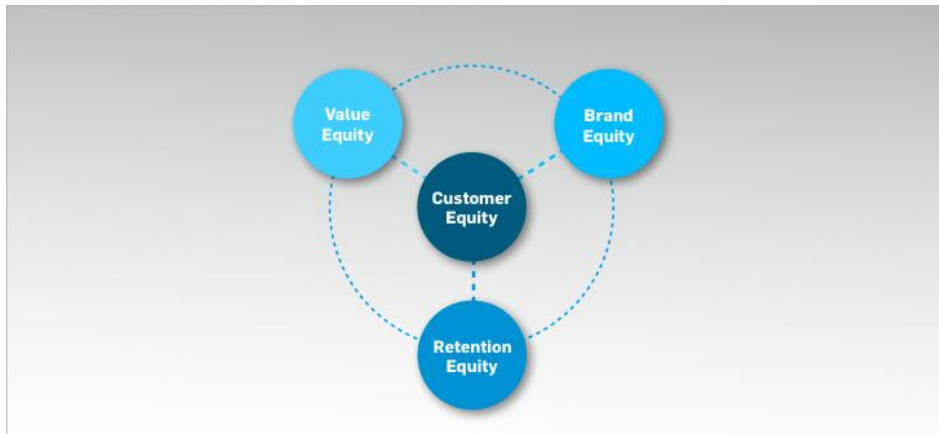 Value
Equity
Brand
Equity
Customer
Equity
Retention
Equity